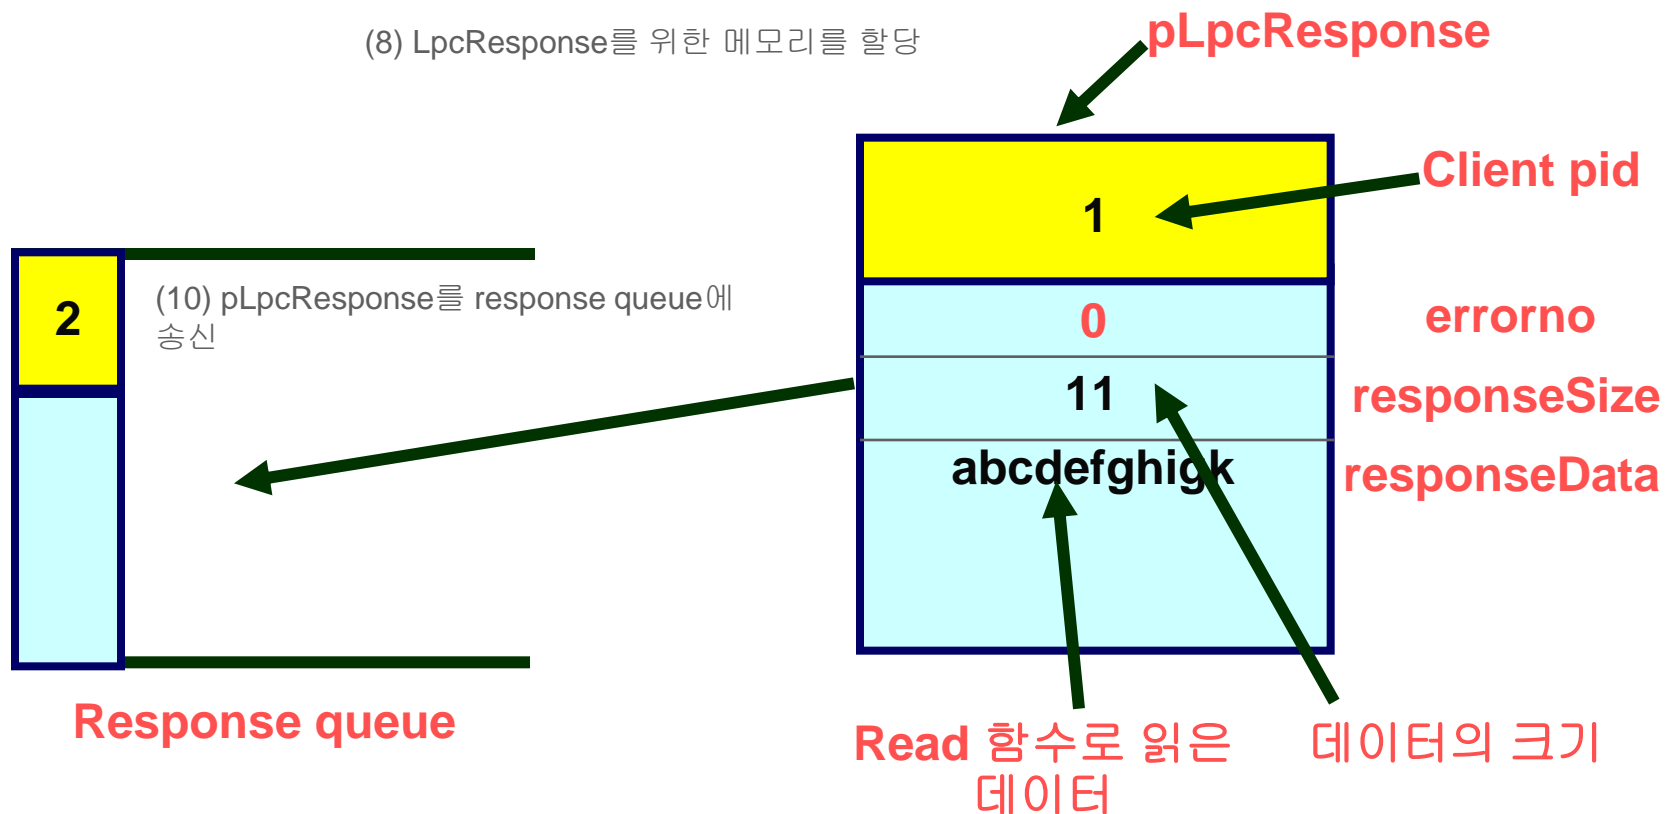 (8) LpcResponse를 위한 메모리를 할당
pLpcResponse
Client pid
1
2
(10) pLpcResponse를 response queue에
송신
0
errorno
11
responseSize
abcdefghigk
responseData
Response queue
Read 함수로 읽은
데이터
데이터의 크기